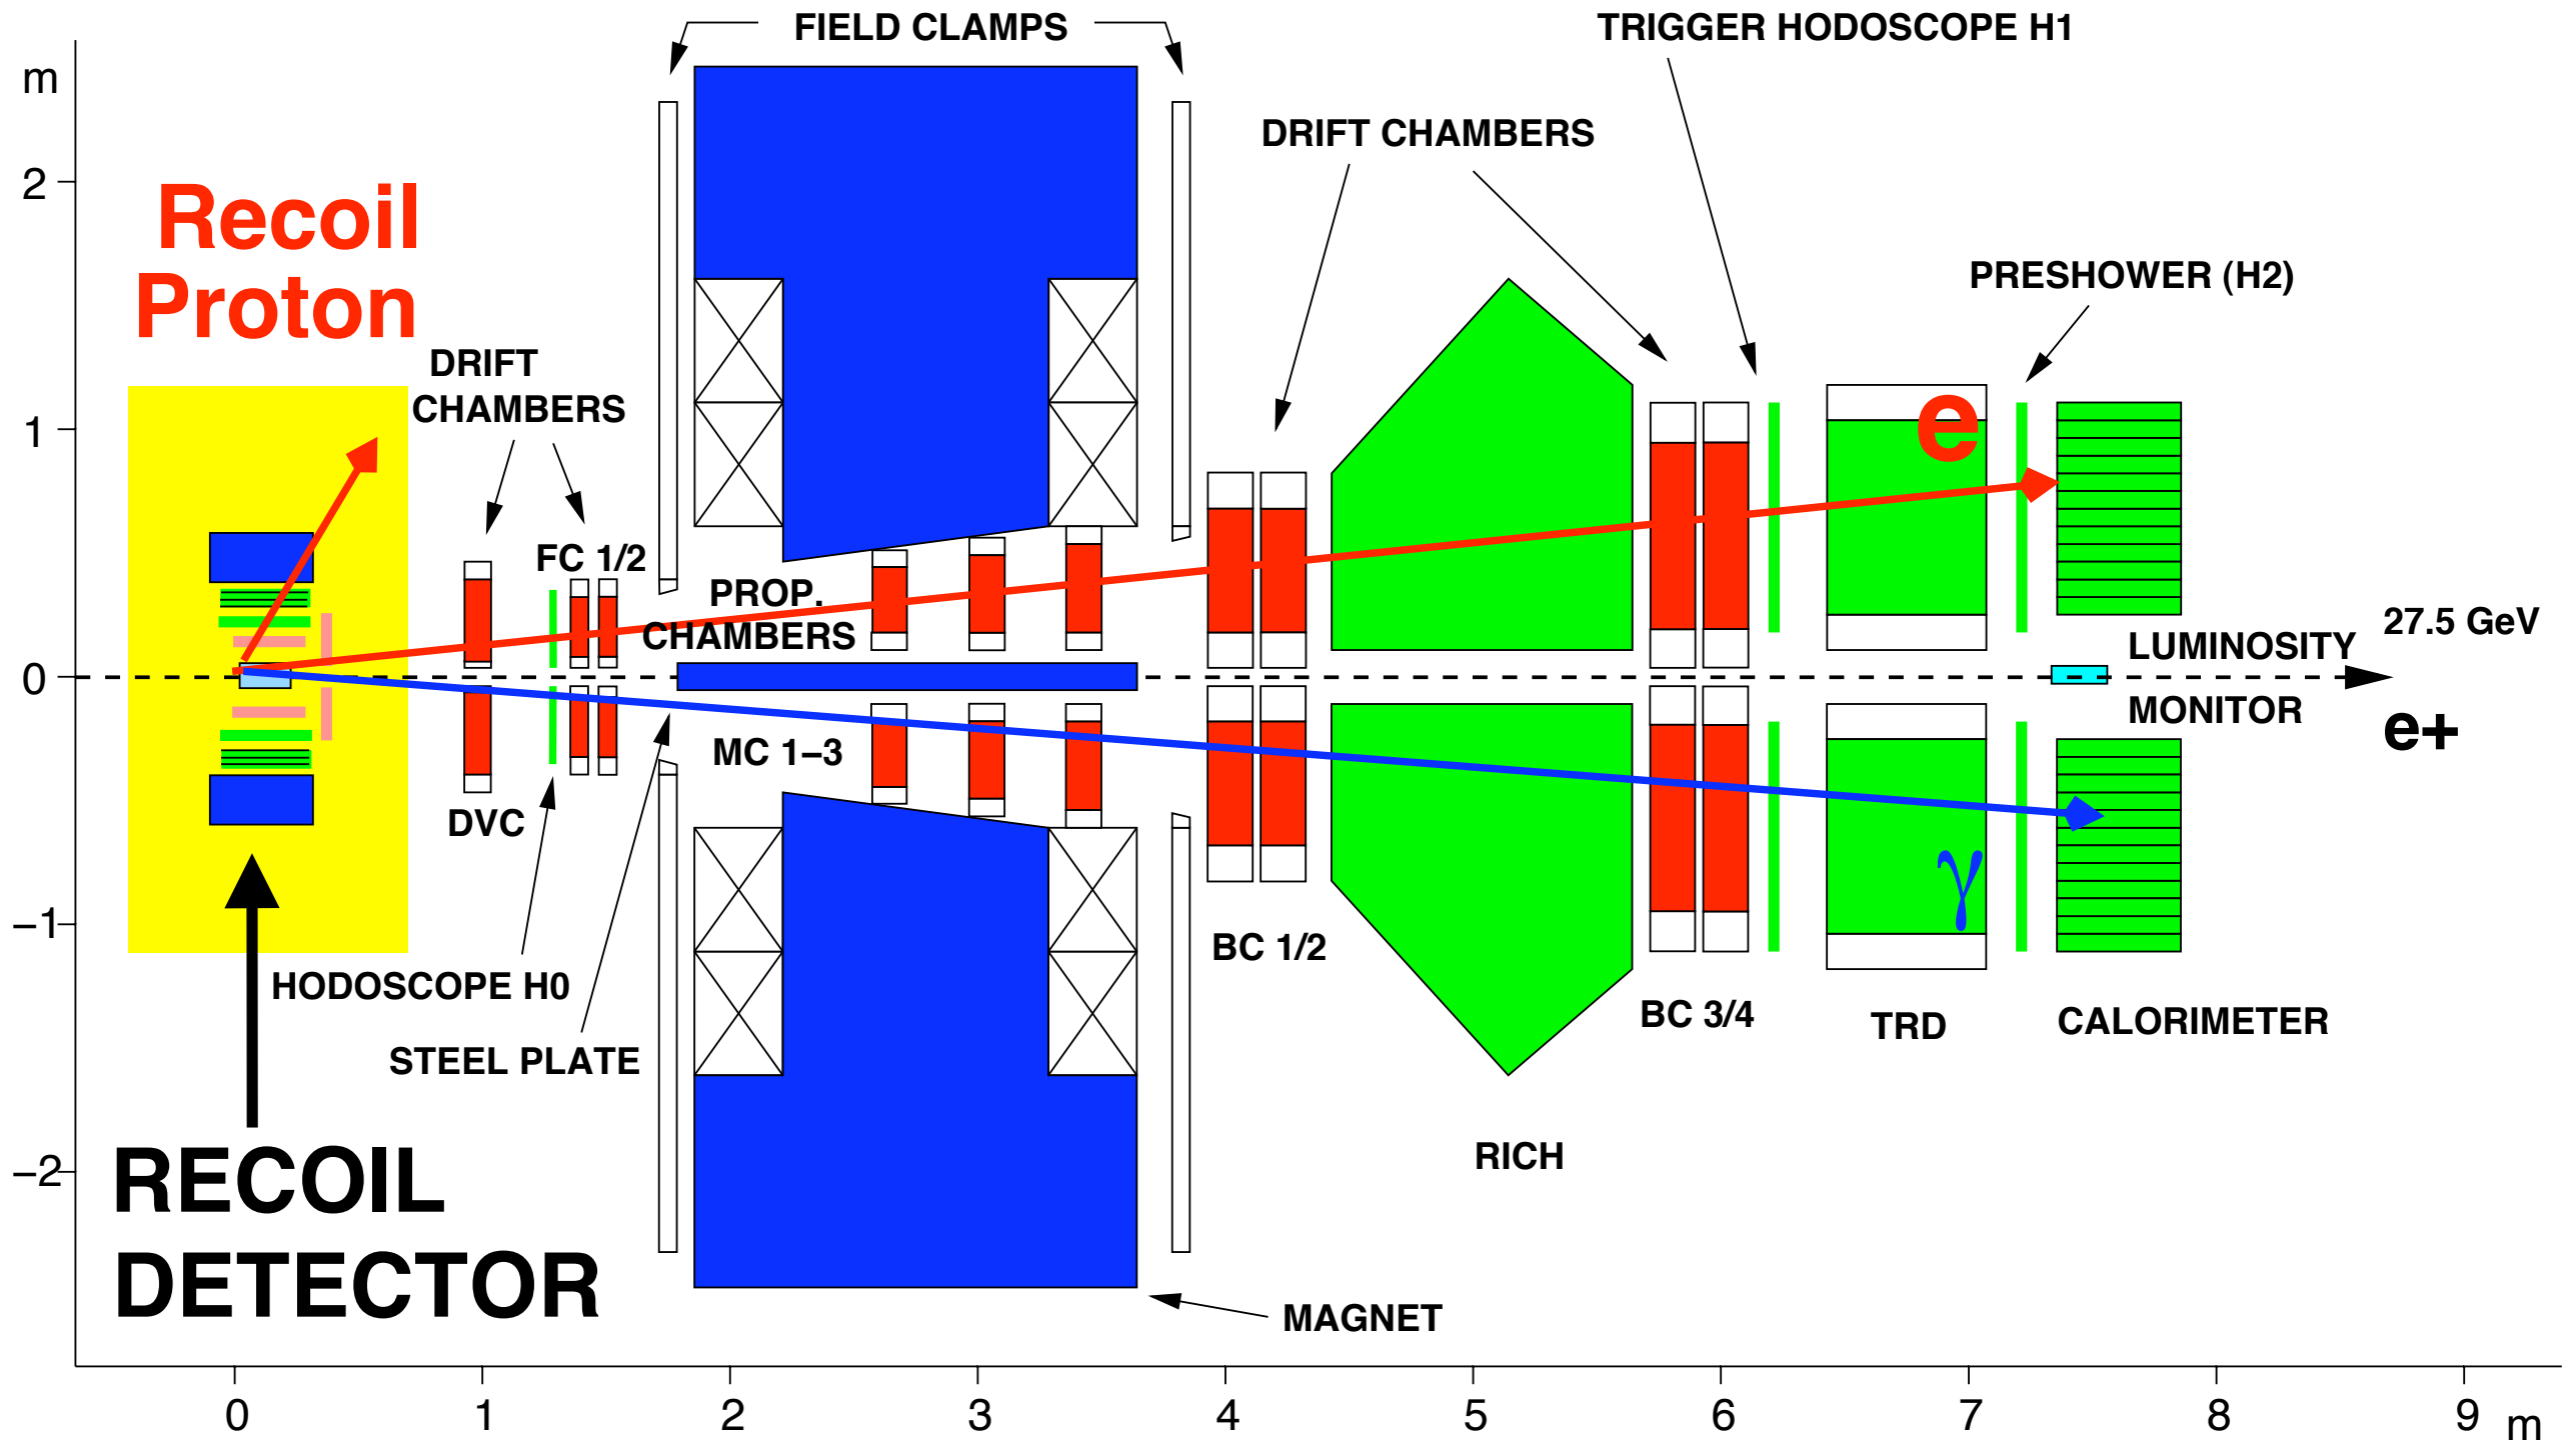 FIELD CLAMPS
TRIGGER HODOSCOPE H1
m
DRIFT CHAMBERS
2
Recoil
Proton
PRESHOWER (H2)
DRIFT
CHAMBERS
1
e
FC 1/2
PROP.
CHAMBERS
27.5 GeV
LUMINOSITY
0
MONITOR
e+
MC 1–3
DVC
γ
−1
BC 1/2
HODOSCOPE H0
BC 3/4
TRD
CALORIMETER
STEEL PLATE
RICH
−2
RECOIL
DETECTOR
MAGNET
0 1 2 3 4 5 6 7 8 9 m